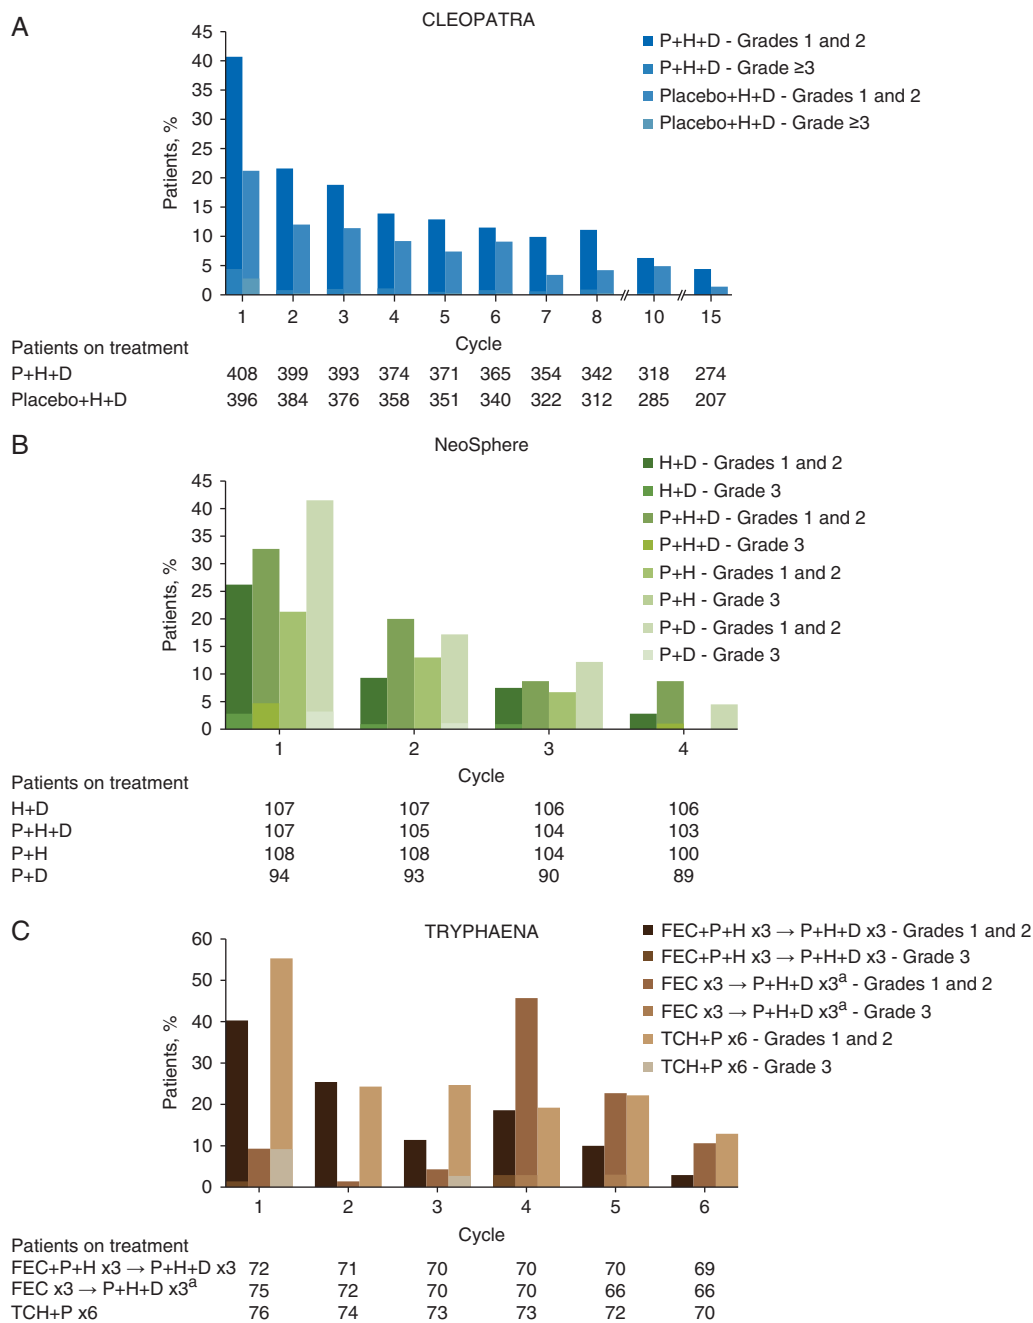 A
CLEOPATRA
P+H+D - Grades 1 and 2
P+H+D - Grade ≥3
Placebo+H+D - Grades 1 and 2
Placebo+H+D - Grade ≥3
Patients, %
45
40
35
30
25
20
15
10
5
0
1 2 3 4 5 6 7 8 10 15
Cycle
Patients on treatment
P+H+D 408 399 393 374 371 365 354 342 318 274
Placebo+H+D 396 384 376 358 351 340 322 312 285 207
B
NeoSphere
H+D - Grades 1 and 2
H+D - Grade 3
P+H+D - Grades 1 and 2
P+H+D - Grade 3
P+H - Grades 1 and 2
P+H - Grade 3
P+D - Grades 1 and 2
P+D - Grade 3
Patients, %
45
40
35
30
25
20
15
10
5
0
1 2 3 4
Cycle
Patients on treatment
H+D 107 107 106 106
P+H+D 107 105 104 103
P+H 108 108 104 100
P+D 94 93 90 89
C
TRYPHAENA
FEC+P+H x3 → P+H+D x3 - Grades 1 and 2
FEC+P+H x3 → P+H+D x3 - Grade 3
FEC x3 → P+H+D x3ᵃ - Grades 1 and 2
FEC x3 → P+H+D x3ᵃ - Grade 3
TCH+P x6 - Grades 1 and 2
TCH+P x6 - Grade 3
Patients, %
60
50
40
30
20
10
0
1 2 3 4 5 6
Cycle
Patients on treatment
FEC+P+H x3 → P+H+D x3 72 71 70 70 70 69
FEC x3 → P+H+D x3ᵃ 75 72 70 70 66 66
TCH+P x6 76 74 73 73 72 70